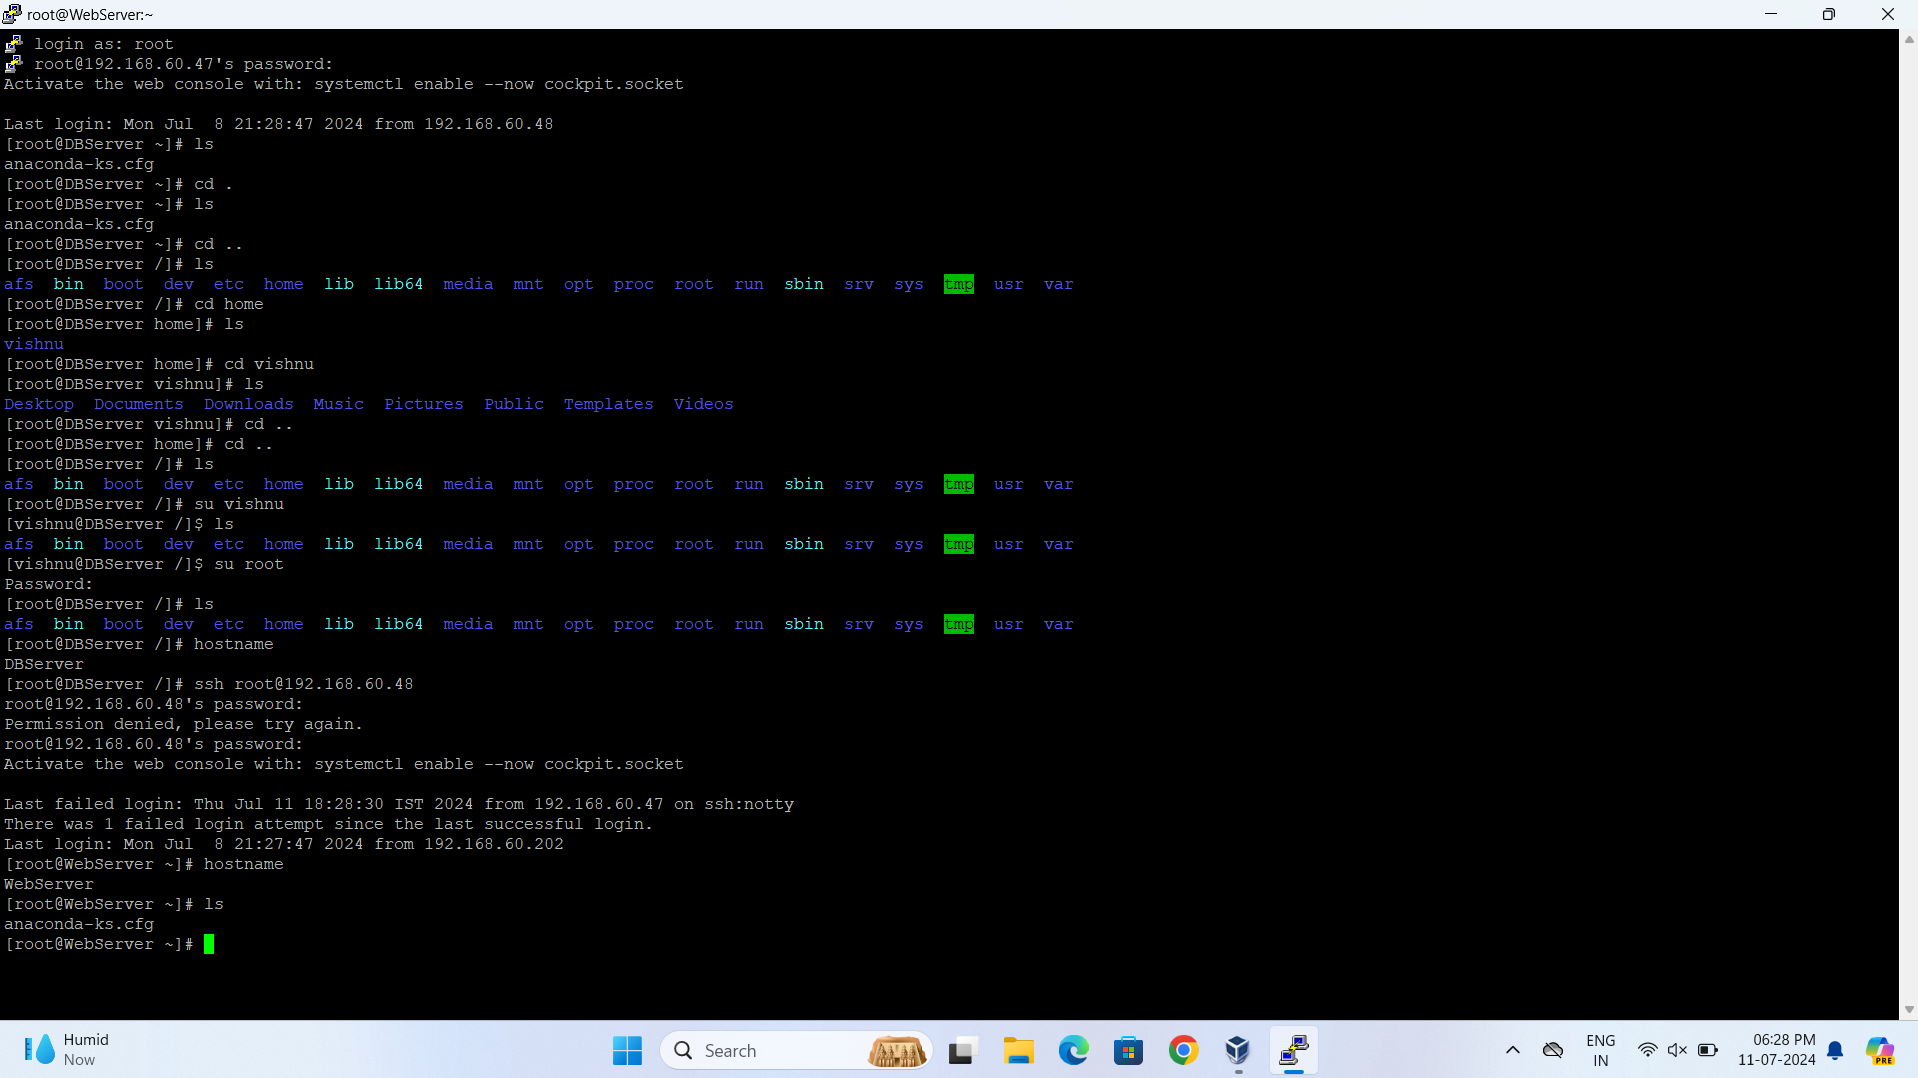 root@WebServer:~
login as: root
root@192.168.60.47's password:
Activate the web console with: systemctl enable --now cockpit.socket
Last login: Mon Jul  8 21:28:47 2024 from 192.168.60.48
[root@DBServer ~]# ls
anaconda-ks.cfg
[root@DBServer ~]# cd .
[root@DBServer ~]# ls
anaconda-ks.cfg
[root@DBServer ~]# cd ..
[root@DBServer /]# ls
afs  bin  boot  dev  etc  home  lib  lib64  media  mnt  opt  proc  root  run  sbin  srv  sys  tmp  usr  var
[root@DBServer /]# cd home
[root@DBServer home]# ls
vishnu
[root@DBServer home]# cd vishnu
[root@DBServer vishnu]# ls
Desktop  Documents  Downloads  Music  Pictures  Public  Templates  Videos
[root@DBServer vishnu]# cd ..
[root@DBServer home]# cd ..
[root@DBServer /]# ls
afs  bin  boot  dev  etc  home  lib  lib64  media  mnt  opt  proc  root  run  sbin  srv  sys  tmp  usr  var
[root@DBServer /]# su vishnu
[vishnu@DBServer /]$ ls
afs  bin  boot  dev  etc  home  lib  lib64  media  mnt  opt  proc  root  run  sbin  srv  sys  tmp  usr  var
[vishnu@DBServer /]$ su root
Password:
[root@DBServer /]# ls
afs  bin  boot  dev  etc  home  lib  lib64  media  mnt  opt  proc  root  run  sbin  srv  sys  tmp  usr  var
[root@DBServer /]# hostname
DBServer
[root@DBServer /]# ssh root@192.168.60.48
root@192.168.60.48's password:
Permission denied, please try again.
root@192.168.60.48's password:
Activate the web console with: systemctl enable --now cockpit.socket
Last failed login: Thu Jul 11 18:28:30 IST 2024 from 192.168.60.47 on ssh:notty
There was 1 failed login attempt since the last successful login.
Last login: Mon Jul  8 21:27:47 2024 from 192.168.60.202
[root@WebServer ~]# hostname
WebServer
[root@WebServer ~]# ls
anaconda-ks.cfg
[root@WebServer ~]#
Humid
Now
Search
ENG
IN
06:28 PM
11-07-2024
PRE